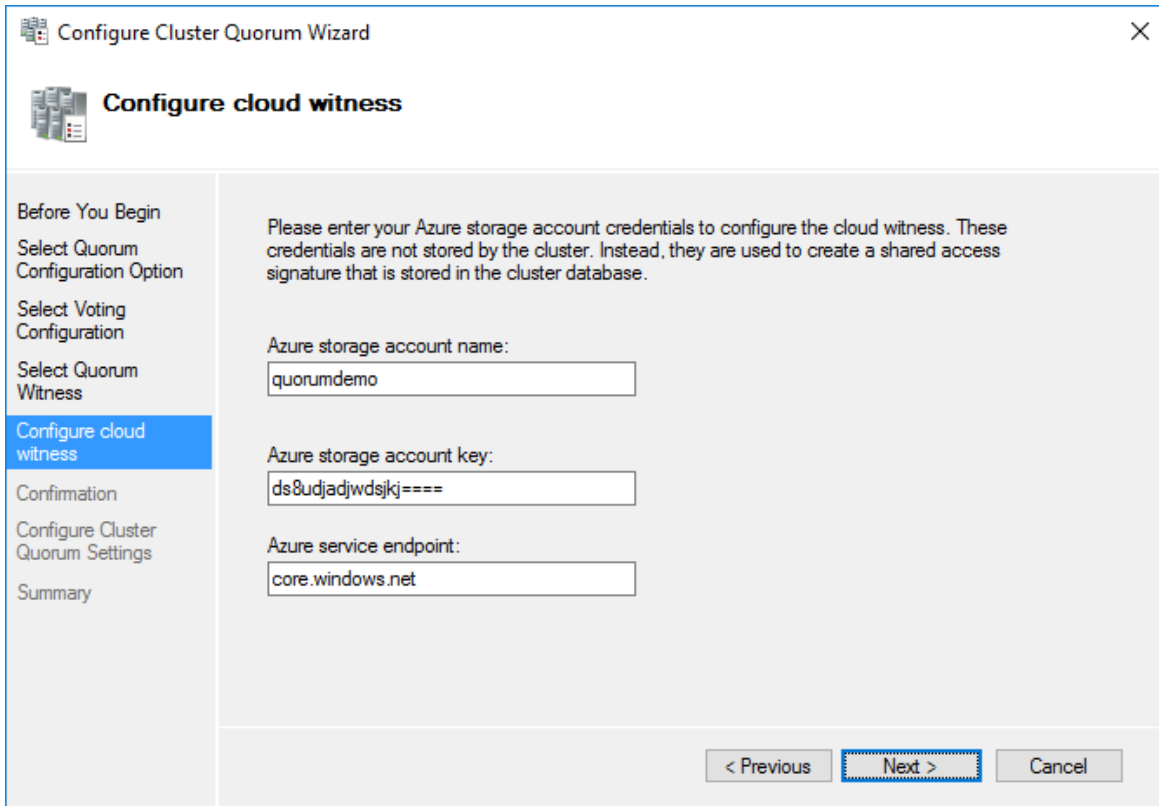 Configure Cluster Quorum Wizard
Configure cloud witness
Before You Begin
Select Quorum
Configuration Option
Select Voting
Configuration
Select Quorum
Witness
Configure cloud
witness
Confirmation
Configure Cluster
Quorum Settings
Summary
Please enter your Azure storage account credentials to configure the cloud witness. These
credentials are not stored by the cluster. Instead, they are used to create a shared access
signature that is stored in the cluster database.
Azure storage account name:
quorumdemo
Azure storage account key:
ds8udjadjwdsjkj====
Azure service endpoint:
core.windows.net
< Previous
Next >
Cancel